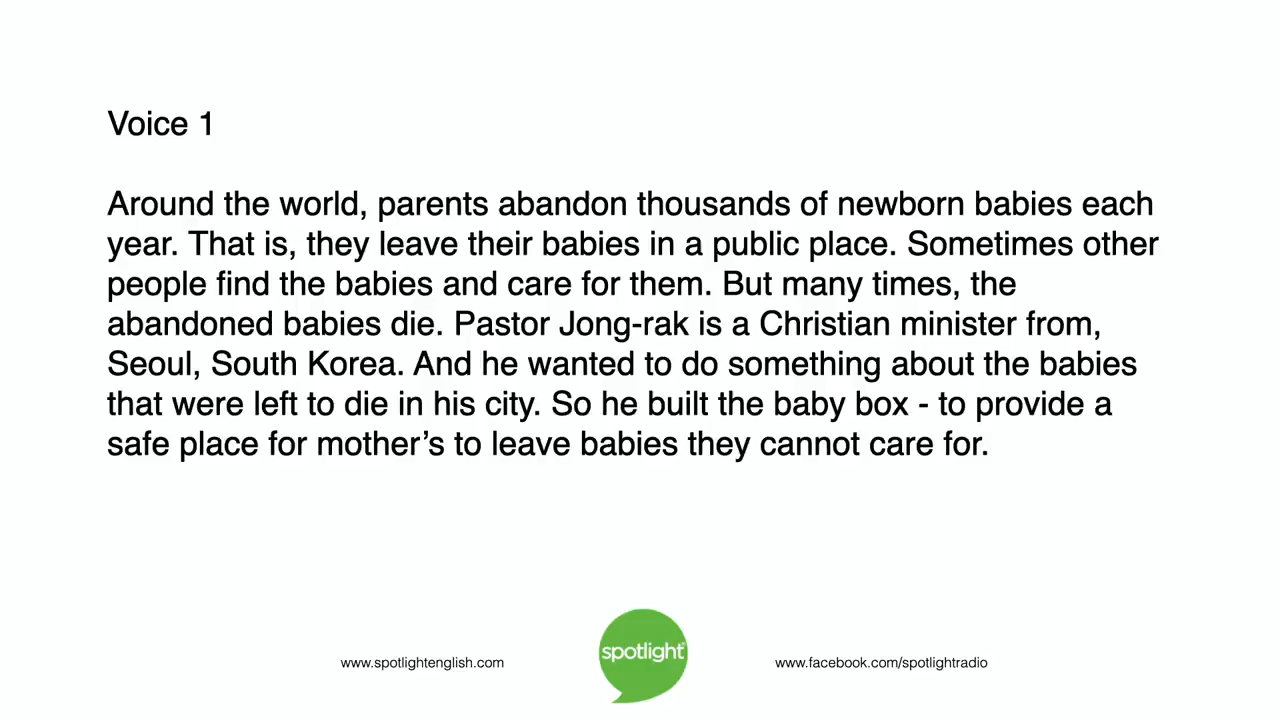 Voice 1
Around the world, parents abandon thousands of newborn babies each
year. That is, they leave their babies in a public place. Sometimes other
people find the babies and care for them. But many times, the
abandoned babies die. Pastor Jong-rak is a Christian minister from,
Seoul, South Korea. And he wanted to do something about the babies
that were left to die in his city. So he built the baby box - to provide a
safe place for mother’s to leave babies they cannot care for.
www.spotlightenglish.com
spotlight
www.facebook.com/spotlightradio